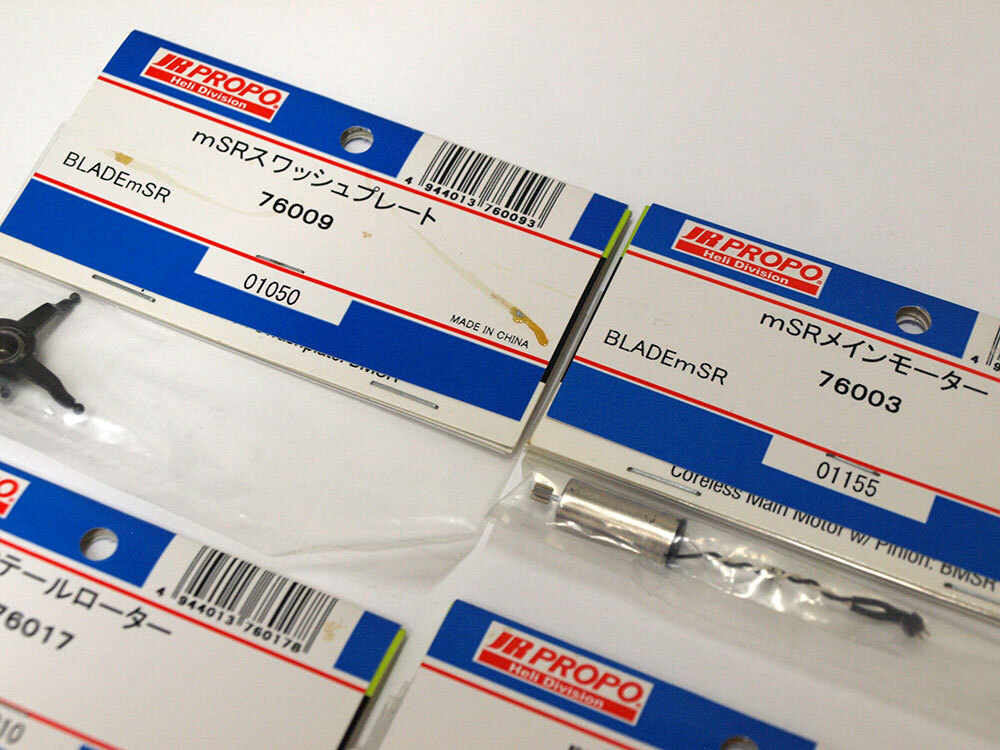 JR PROPO®
Heli Division
mSRスワッシュプレート
BLADEmSR
76009
4 944013 760093
01050
MADE IN CHINA
JR PROPO®
Heli Division
mSRメインモーター
BLADEmSR
76003
01155
Coreless Main Motor w/ Pinion: BMSR
テールローター
76017
4 944013 760178
JR PROPO®
Heli Division